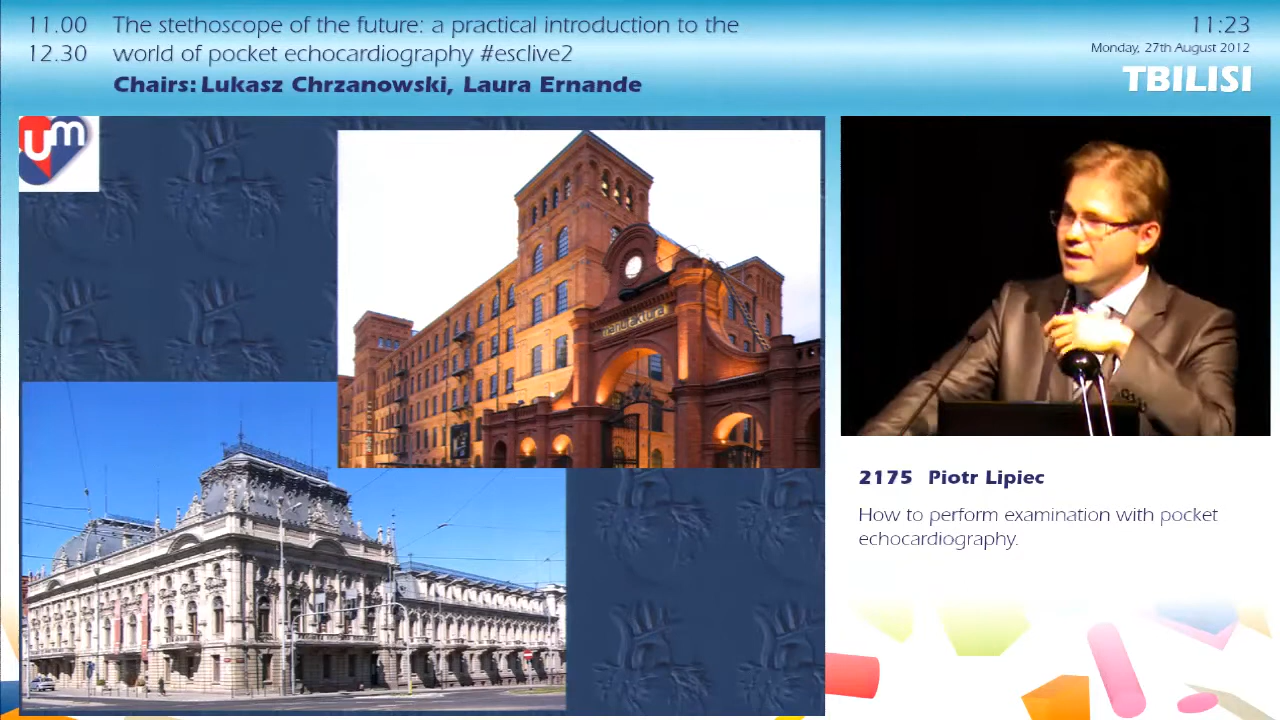 11.00 The stethoscope of the future: a practical introduction to the
12.30 world of pocket echocardiography #esclive2
Chairs: Lukasz Chrzanowski, Laura Ernande
11:23
Monday, 27th August 2012
TBILISI
um
manufaktura
2175 Piotr Lipiec
How to perform examination with pocket
echocardiography.